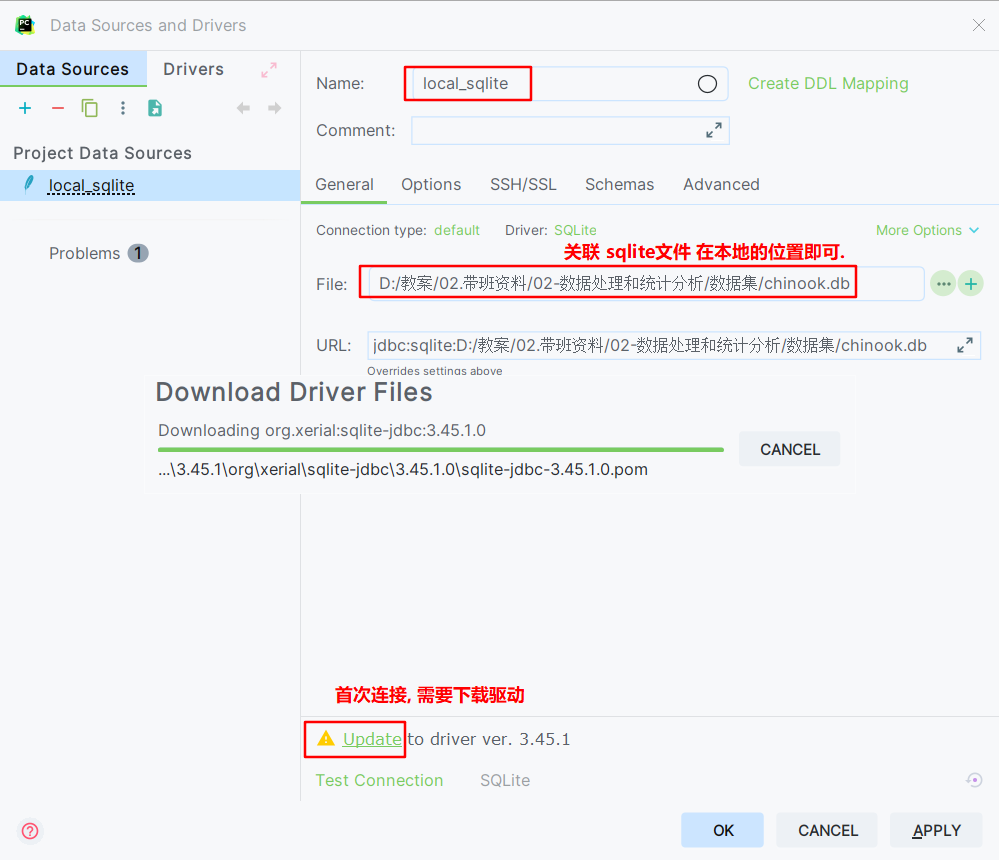 PC
Data Sources and Drivers
Data Sources
Drivers
Project Data Sources
local_sqlite
Problems 1
Name: local_sqlite
Create DDL Mapping
Comment:
General Options SSH/SSL Schemas Advanced
Connection type: default Driver: SQLite More Options
关联 sqlite文件 在本地的位置即可.
File: D:/教案/02.带班资料/02-数据处理和统计分析/数据集/chinook.db
URL: jdbc:sqlite:D:/教案/02.带班资料/02-数据处理和统计分析/数据集/chinook.db
Overrides settings above
Download Driver Files
Downloading org.xerial:sqlite-jdbc:3.45.1.0
CANCEL
...\3.45.1\org\xerial\sqlite-jdbc\3.45.1.0\sqlite-jdbc-3.45.1.0.pom
首次连接, 需要下载驱动
Update to driver ver. 3.45.1
Test Connection SQLite
?
OK CANCEL APPLY